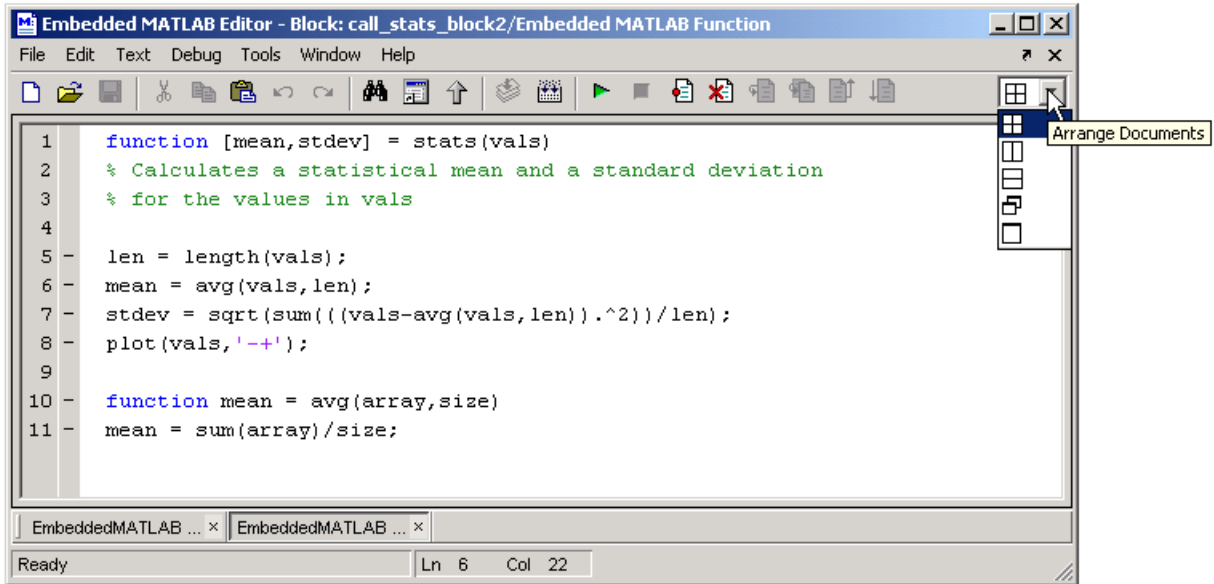 Embedded MATLAB Editor - Block: call_stats_block2/Embedded MATLAB Function
File Edit Text Debug Tools Window Help
Arrange Documents
1 function [mean,stdev] = stats(vals)
2 % Calculates a statistical mean and a standard deviation
3 % for the values in vals
4
5 - len = length(vals);
6 - mean = avg(vals,len);
7 - stdev = sqrt(sum(((vals-avg(vals,len)).^2))/len);
8 - plot(vals,'-+');
9
10 - function mean = avg(array,size)
11 - mean = sum(array)/size;
EmbeddedMATLAB ... × EmbeddedMATLAB ... ×
Ready Ln 6 Col 22